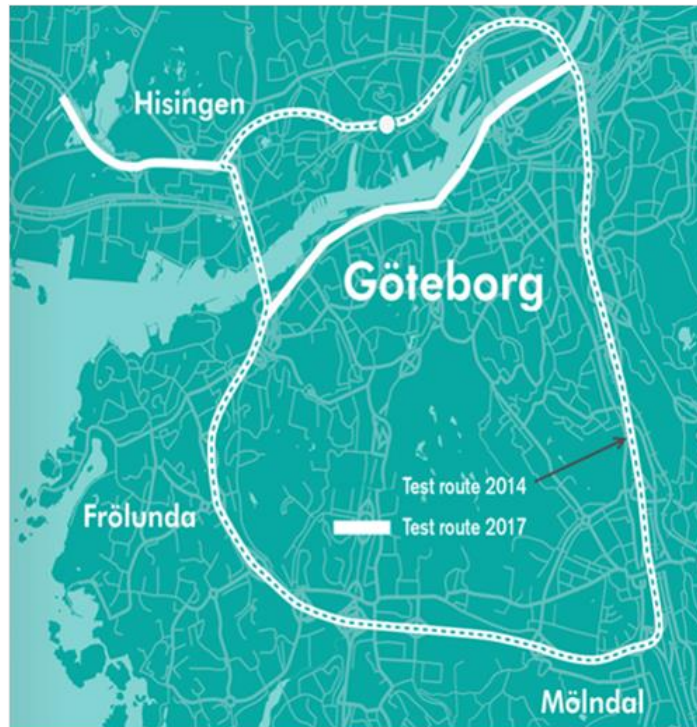 Hisingen
Göteborg
Test route 2014
Frölunda
Test route 2017
Mölndal